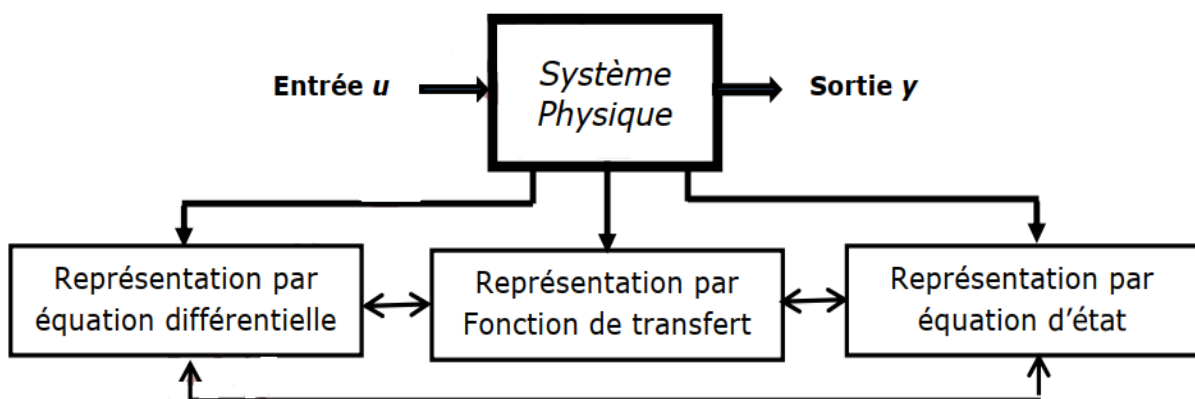 Système
Entrée u
Sortie y
Physique
Représentation par
équation différentielle
Représentation par
Fonction de transfert
Représentation par
équation d'état